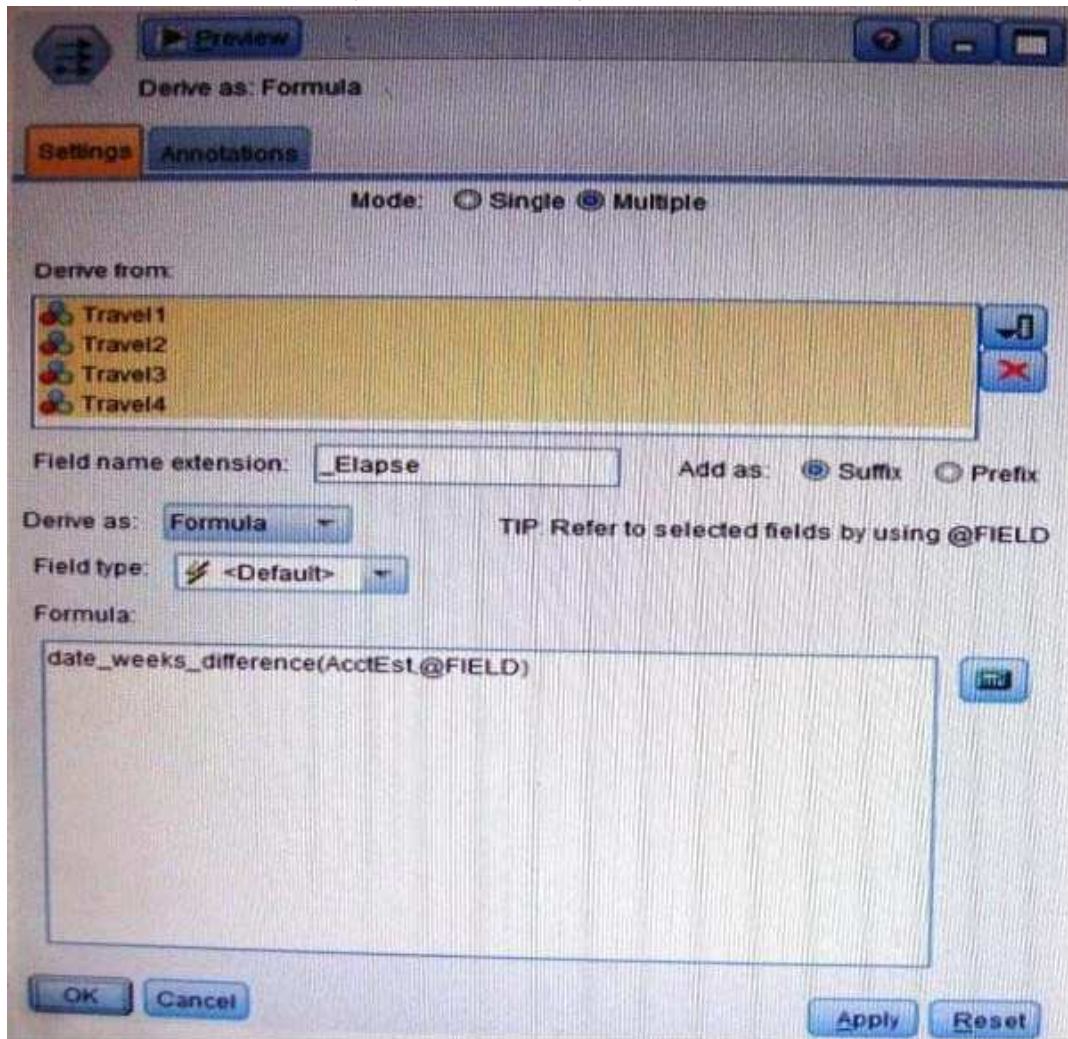 Preview
Derive as: Formula
Settings Annotations
Mode: Single Multiple
Derive from:
Travel1
Travel2
Travel3
Travel4
Field name extension: _Elapse Add as: Suffix Prefix
Derive as: Formula TIP: Refer to selected fields by using @FIELD
Field type: <Default>
Formula:
date_weeks_difference(AcctEst,@FIELD)
OK Cancel Apply Reset